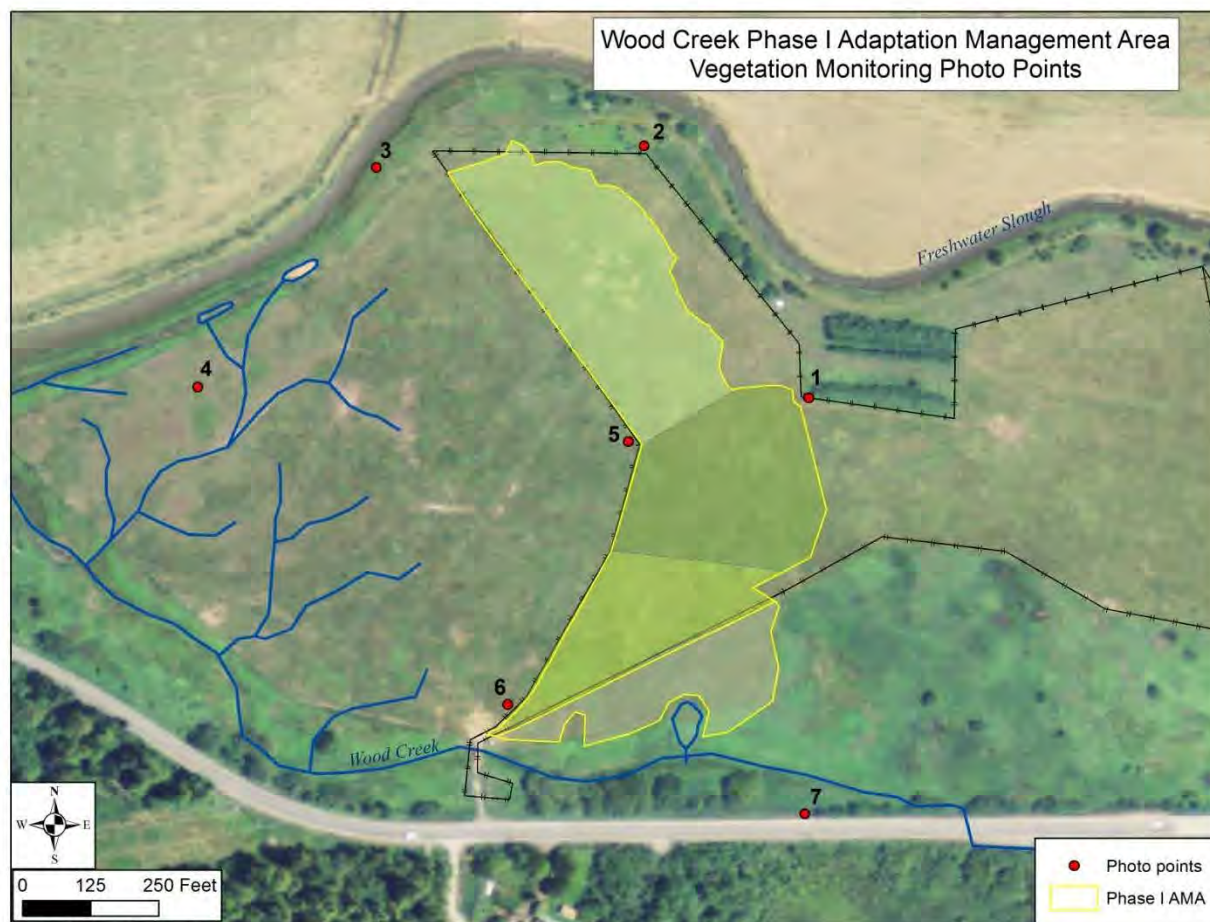 Wood Creek Phase I Adaptation Management Area
Vegetation Monitoring Photo Points
2
3
Freshwater Slough
4
1
5
6
Wood Creek
7
N
W E
S
0 125 250 Feet
Photo points
Phase I AMA